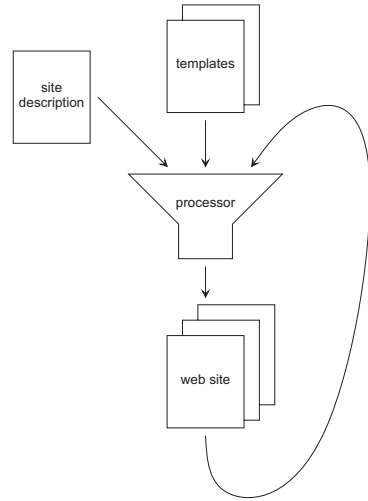 templates
site
description
processor
web site